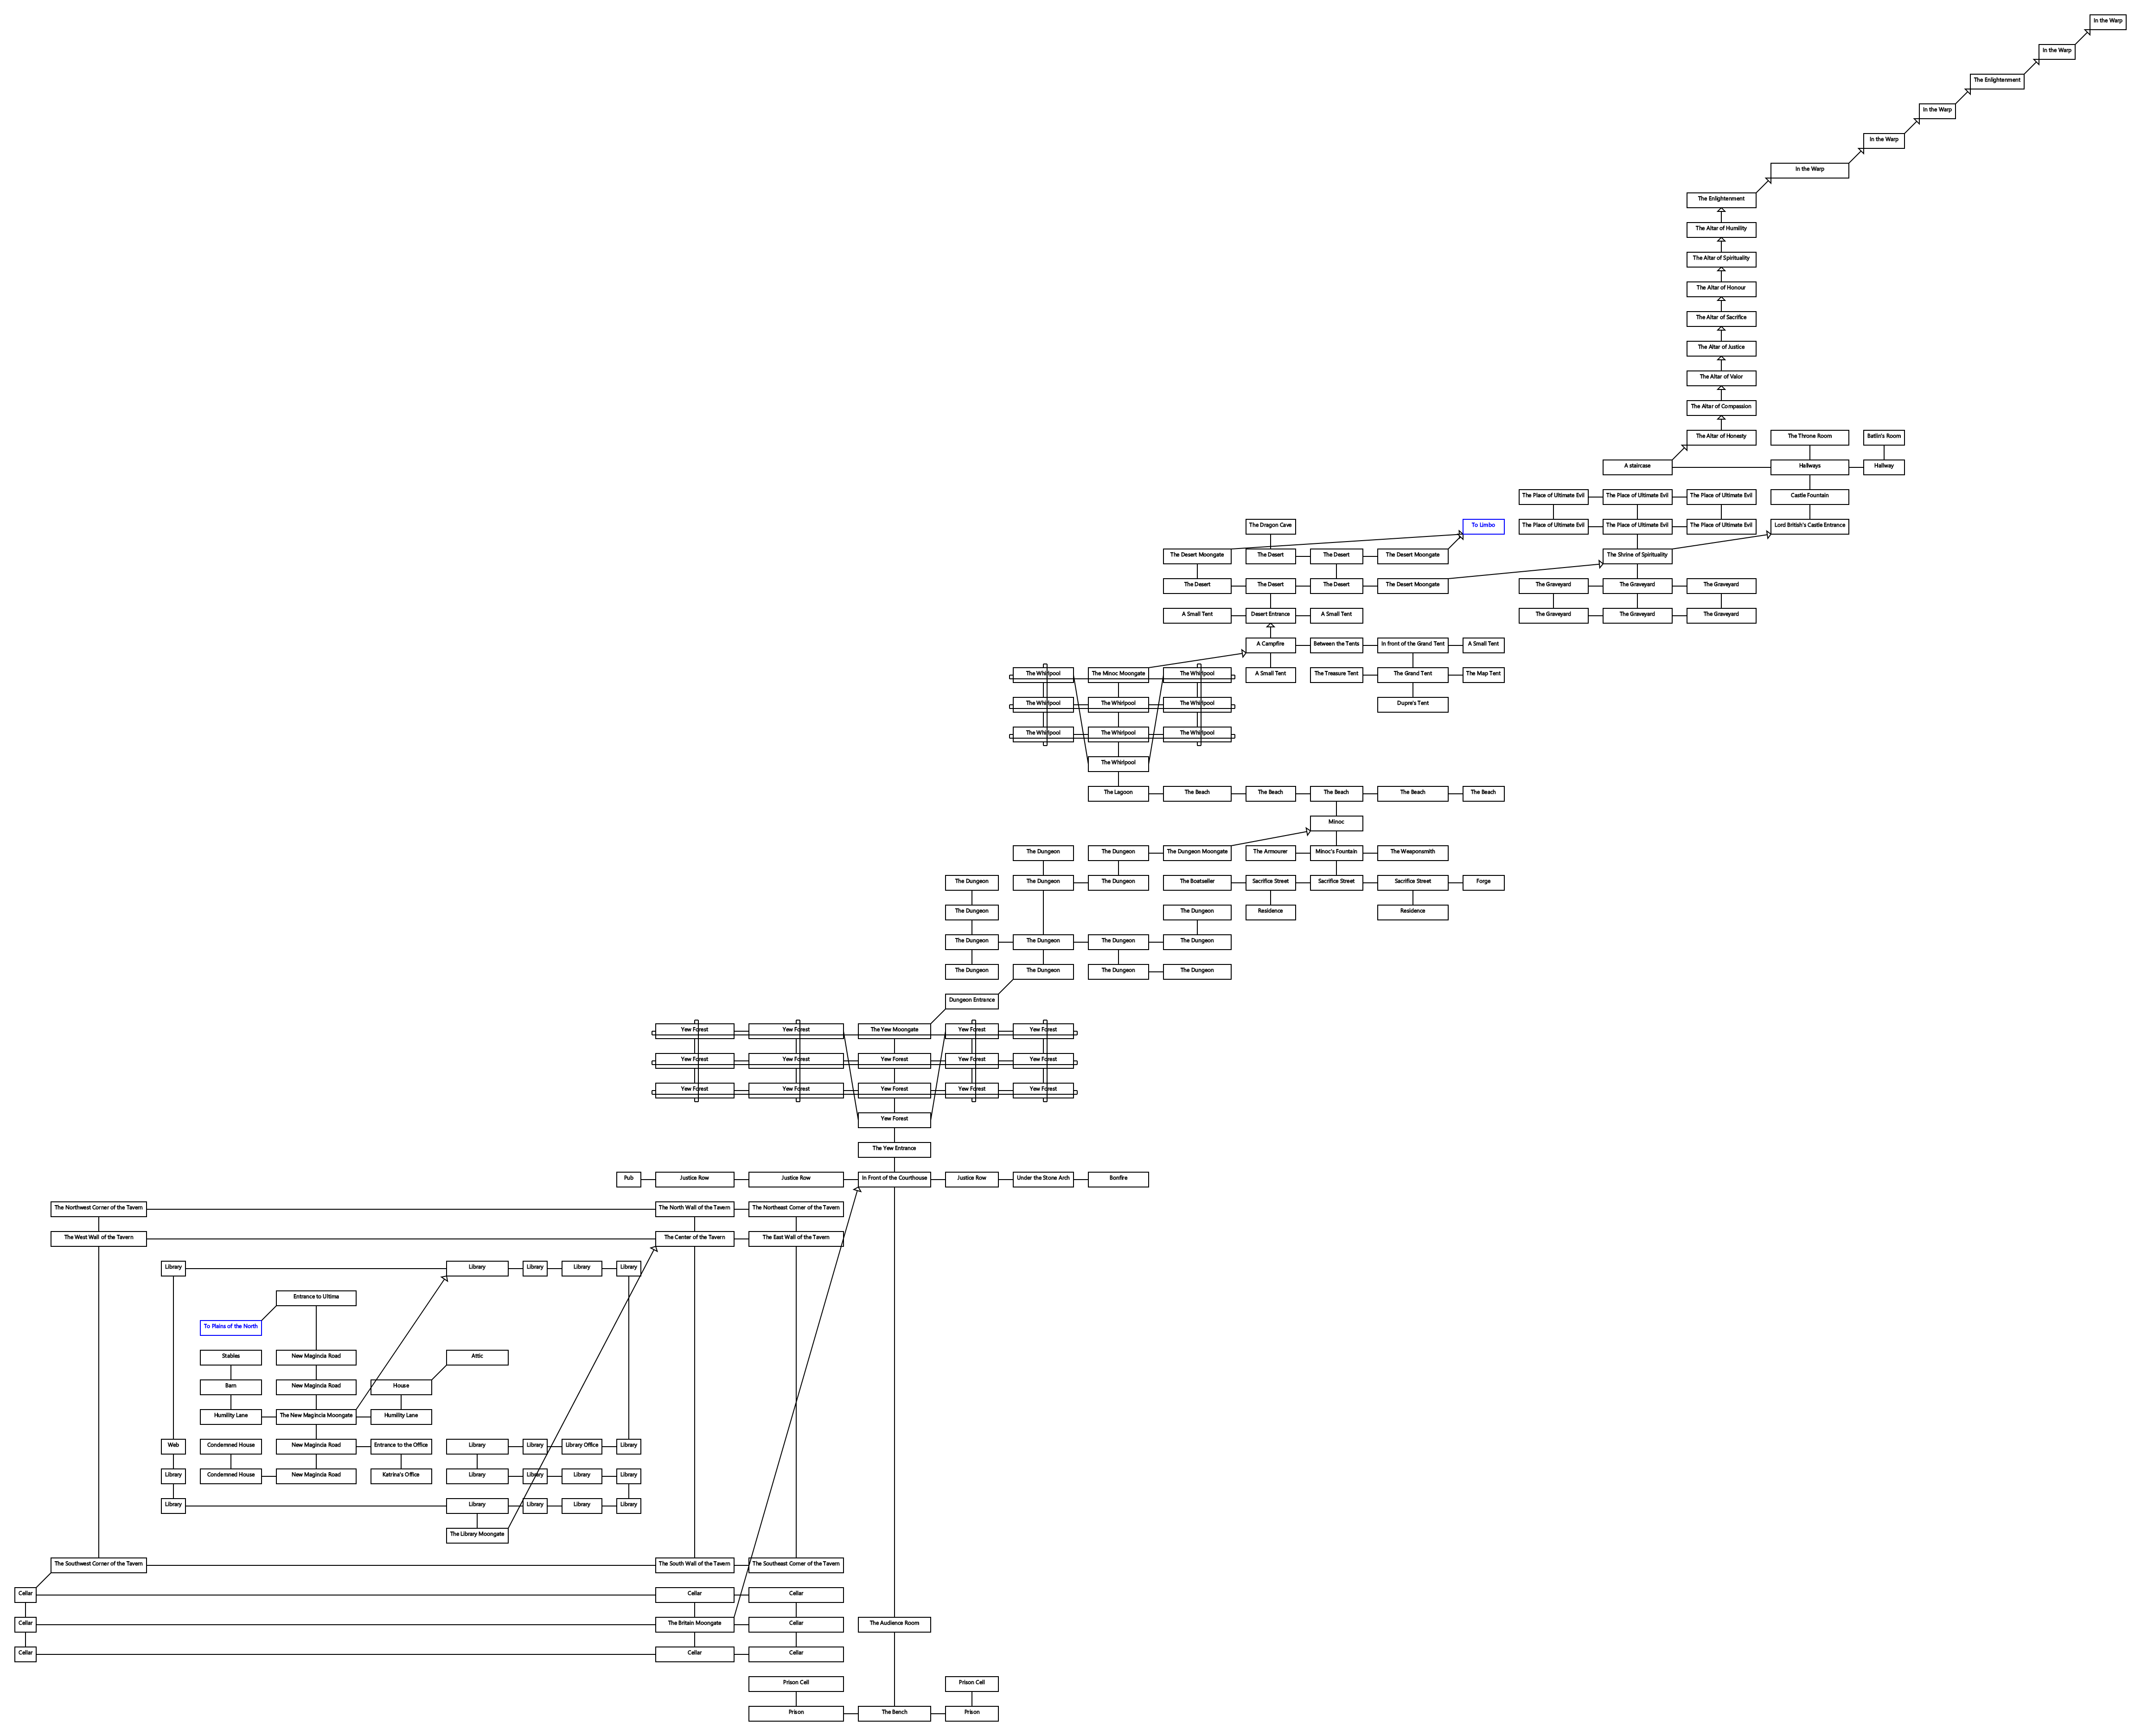 In the Warp
In the Warp
The Enlightenment
In the Warp
In the Warp
In the Warp
The Enlightenment
The Altar of Humility
The Altar of Spirituality
The Altar of Honour
The Altar of Sacrifice
The Altar of Justice
The Altar of Valor
The Altar of Compassion
The Altar of Honesty
The Throne Room
Batlin's Room
A staircase
Hallways
Hallway
The Place of Ultimate Evil
The Place of Ultimate Evil
The Place of Ultimate Evil
Castle Fountain
The Dragon Cave
To Limbo
The Place of Ultimate Evil
The Place of Ultimate Evil
The Place of Ultimate Evil
Lord British's Castle Entrance
The Desert Moongate
The Desert
The Desert
The Desert Moongate
The Shrine of Spirituality
The Desert
The Desert
The Desert
The Desert Moongate
The Graveyard
The Graveyard
The Graveyard
A Small Tent
Desert Entrance
A Small Tent
The Graveyard
The Graveyard
The Graveyard
A Campfire
Between the Tents
In front of the Grand Tent
A Small Tent
The Whirlpool
The Minoc Moongate
The Whirlpool
A Small Tent
The Treasure Tent
The Grand Tent
The Map Tent
The Whirlpool
The Whirlpool
The Whirlpool
Dupre's Tent
The Whirlpool
The Whirlpool
The Whirlpool
The Whirlpool
The Lagoon
The Beach
The Beach
The Beach
The Beach
The Beach
Minoc
The Dungeon
The Dungeon
The Dungeon Moongate
The Armourer
Minoc's Fountain
The Weaponsmith
The Dungeon
The Dungeon
The Dungeon
The Boatseller
Sacrifice Street
Sacrifice Street
Sacrifice Street
Forge
The Dungeon
The Dungeon
Residence
Residence
The Dungeon
The Dungeon
The Dungeon
The Dungeon
The Dungeon
The Dungeon
The Dungeon
The Dungeon
Dungeon Entrance
Yew Forest
Yew Forest
The Yew Moongate
Yew Forest
Yew Forest
Yew Forest
Yew Forest
Yew Forest
Yew Forest
Yew Forest
Yew Forest
Yew Forest
Yew Forest
Yew Forest
Yew Forest
Yew Forest
The Yew Entrance
Pub
Justice Row
Justice Row
In Front of the Courthouse
Justice Row
Under the Stone Arch
Bonfire
The Northwest Corner of the Tavern
The North Wall of the Tavern
The Northeast Corner of the Tavern
The West Wall of the Tavern
The Center of the Tavern
The East Wall of the Tavern
Library
Library
Library
Library
Library
Entrance to Ultima
To Plains of the North
Stables
New Magincia Road
Attic
Barn
New Magincia Road
House
Humility Lane
The New Magincia Moongate
Humility Lane
Web
Condemned House
New Magincia Road
Entrance to the Office
Library
Library
Library Office
Library
Library
Condemned House
New Magincia Road
Katrina's Office
Library
Library
Library
Library
Library
Library
Library
Library
Library
The Library Moongate
The Southwest Corner of the Tavern
The South Wall of the Tavern
The Southeast Corner of the Tavern
Cellar
Cellar
Cellar
Cellar
The Britain Moongate
Cellar
The Audience Room
Cellar
Cellar
Cellar
Prison Cell
Prison Cell
Prison
The Bench
Prison